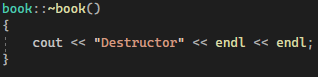 book::~book()
{
    cout << "Destructor" << endl << endl;
}